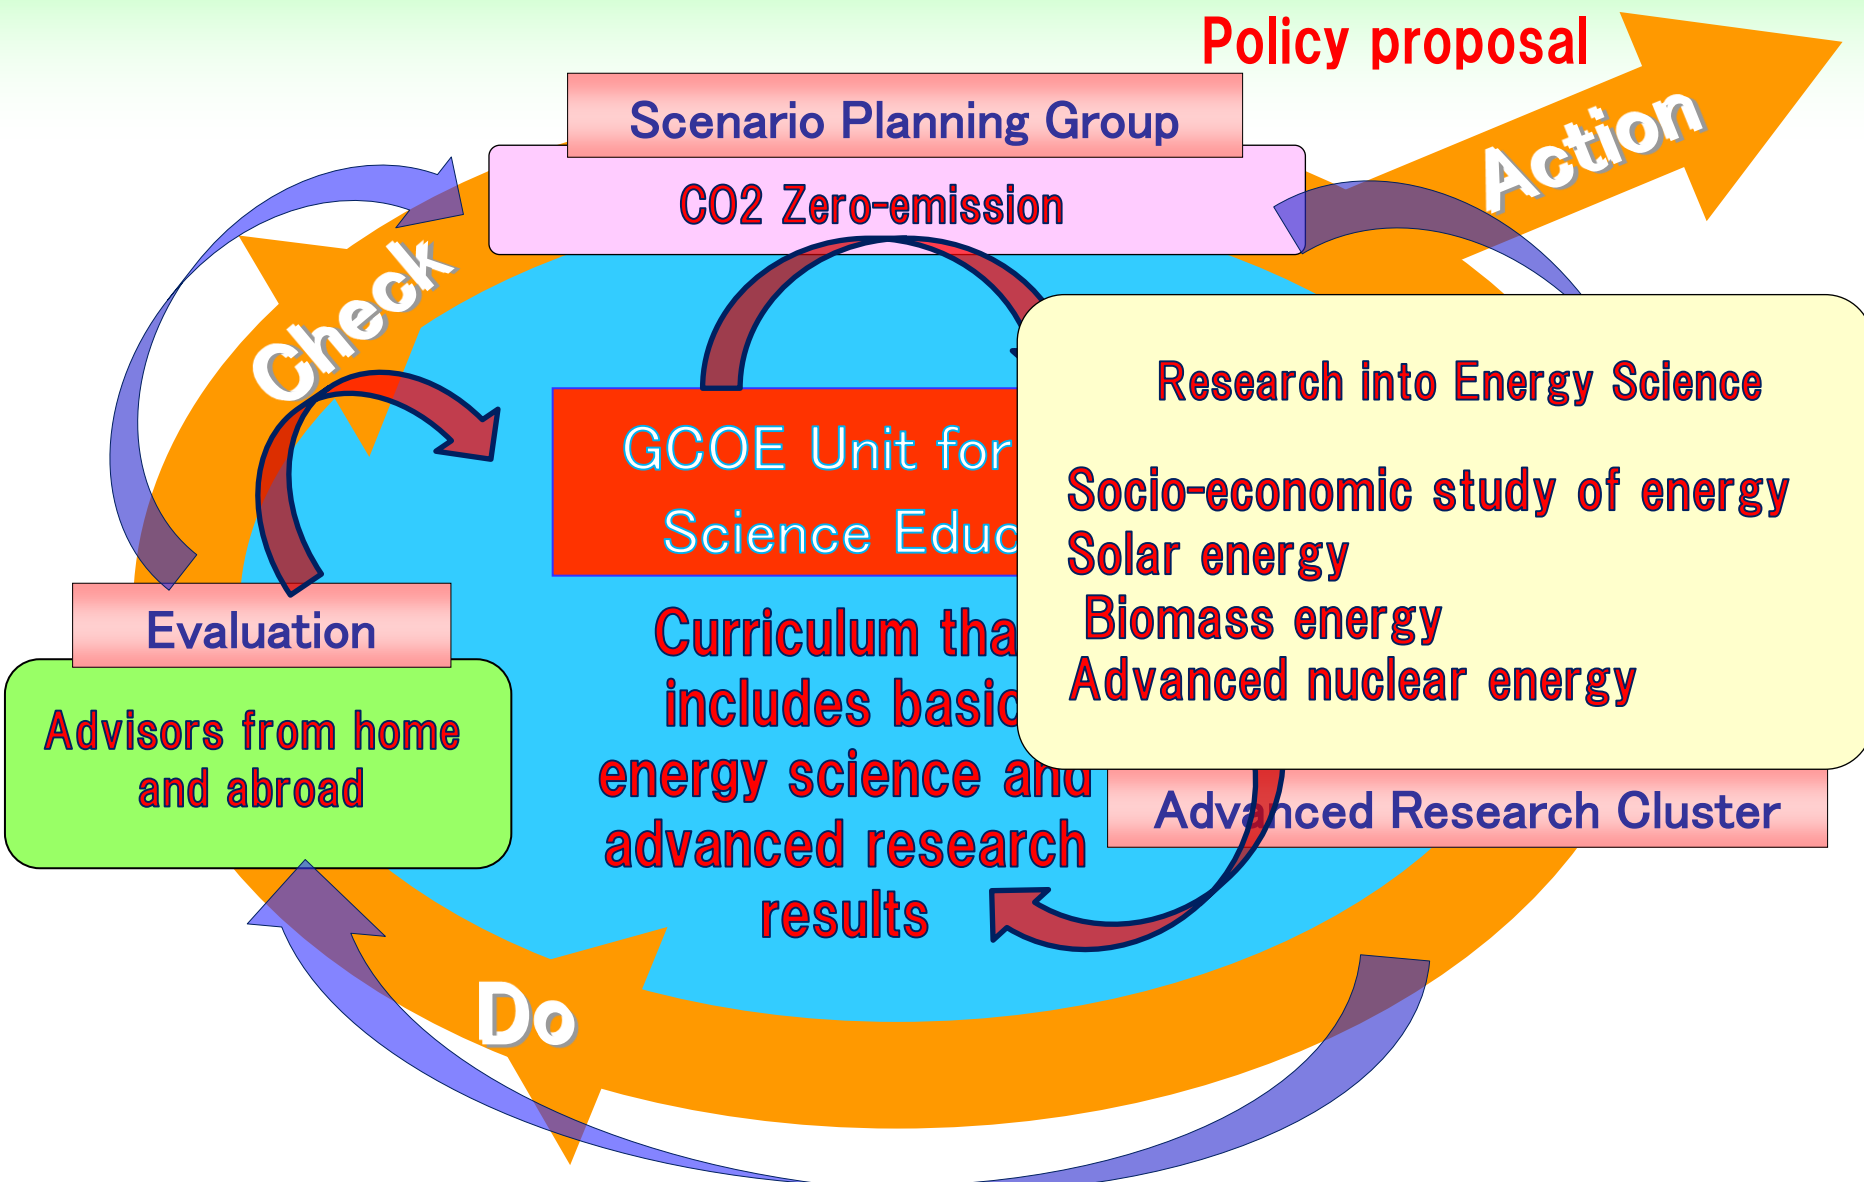 Policy proposal
Action
Scenario Planning Group
CO2 Zero-emission
Check
Research into Energy Science
Socio-economic study of energy
Solar energy
Biomass energy
Advanced nuclear energy
Advanced Research Cluster
GCOE Unit for
Science Educ
Curriculum tha
includes basic
energy science and
advanced research
results
Evaluation
Advisors from home
and abroad
Do